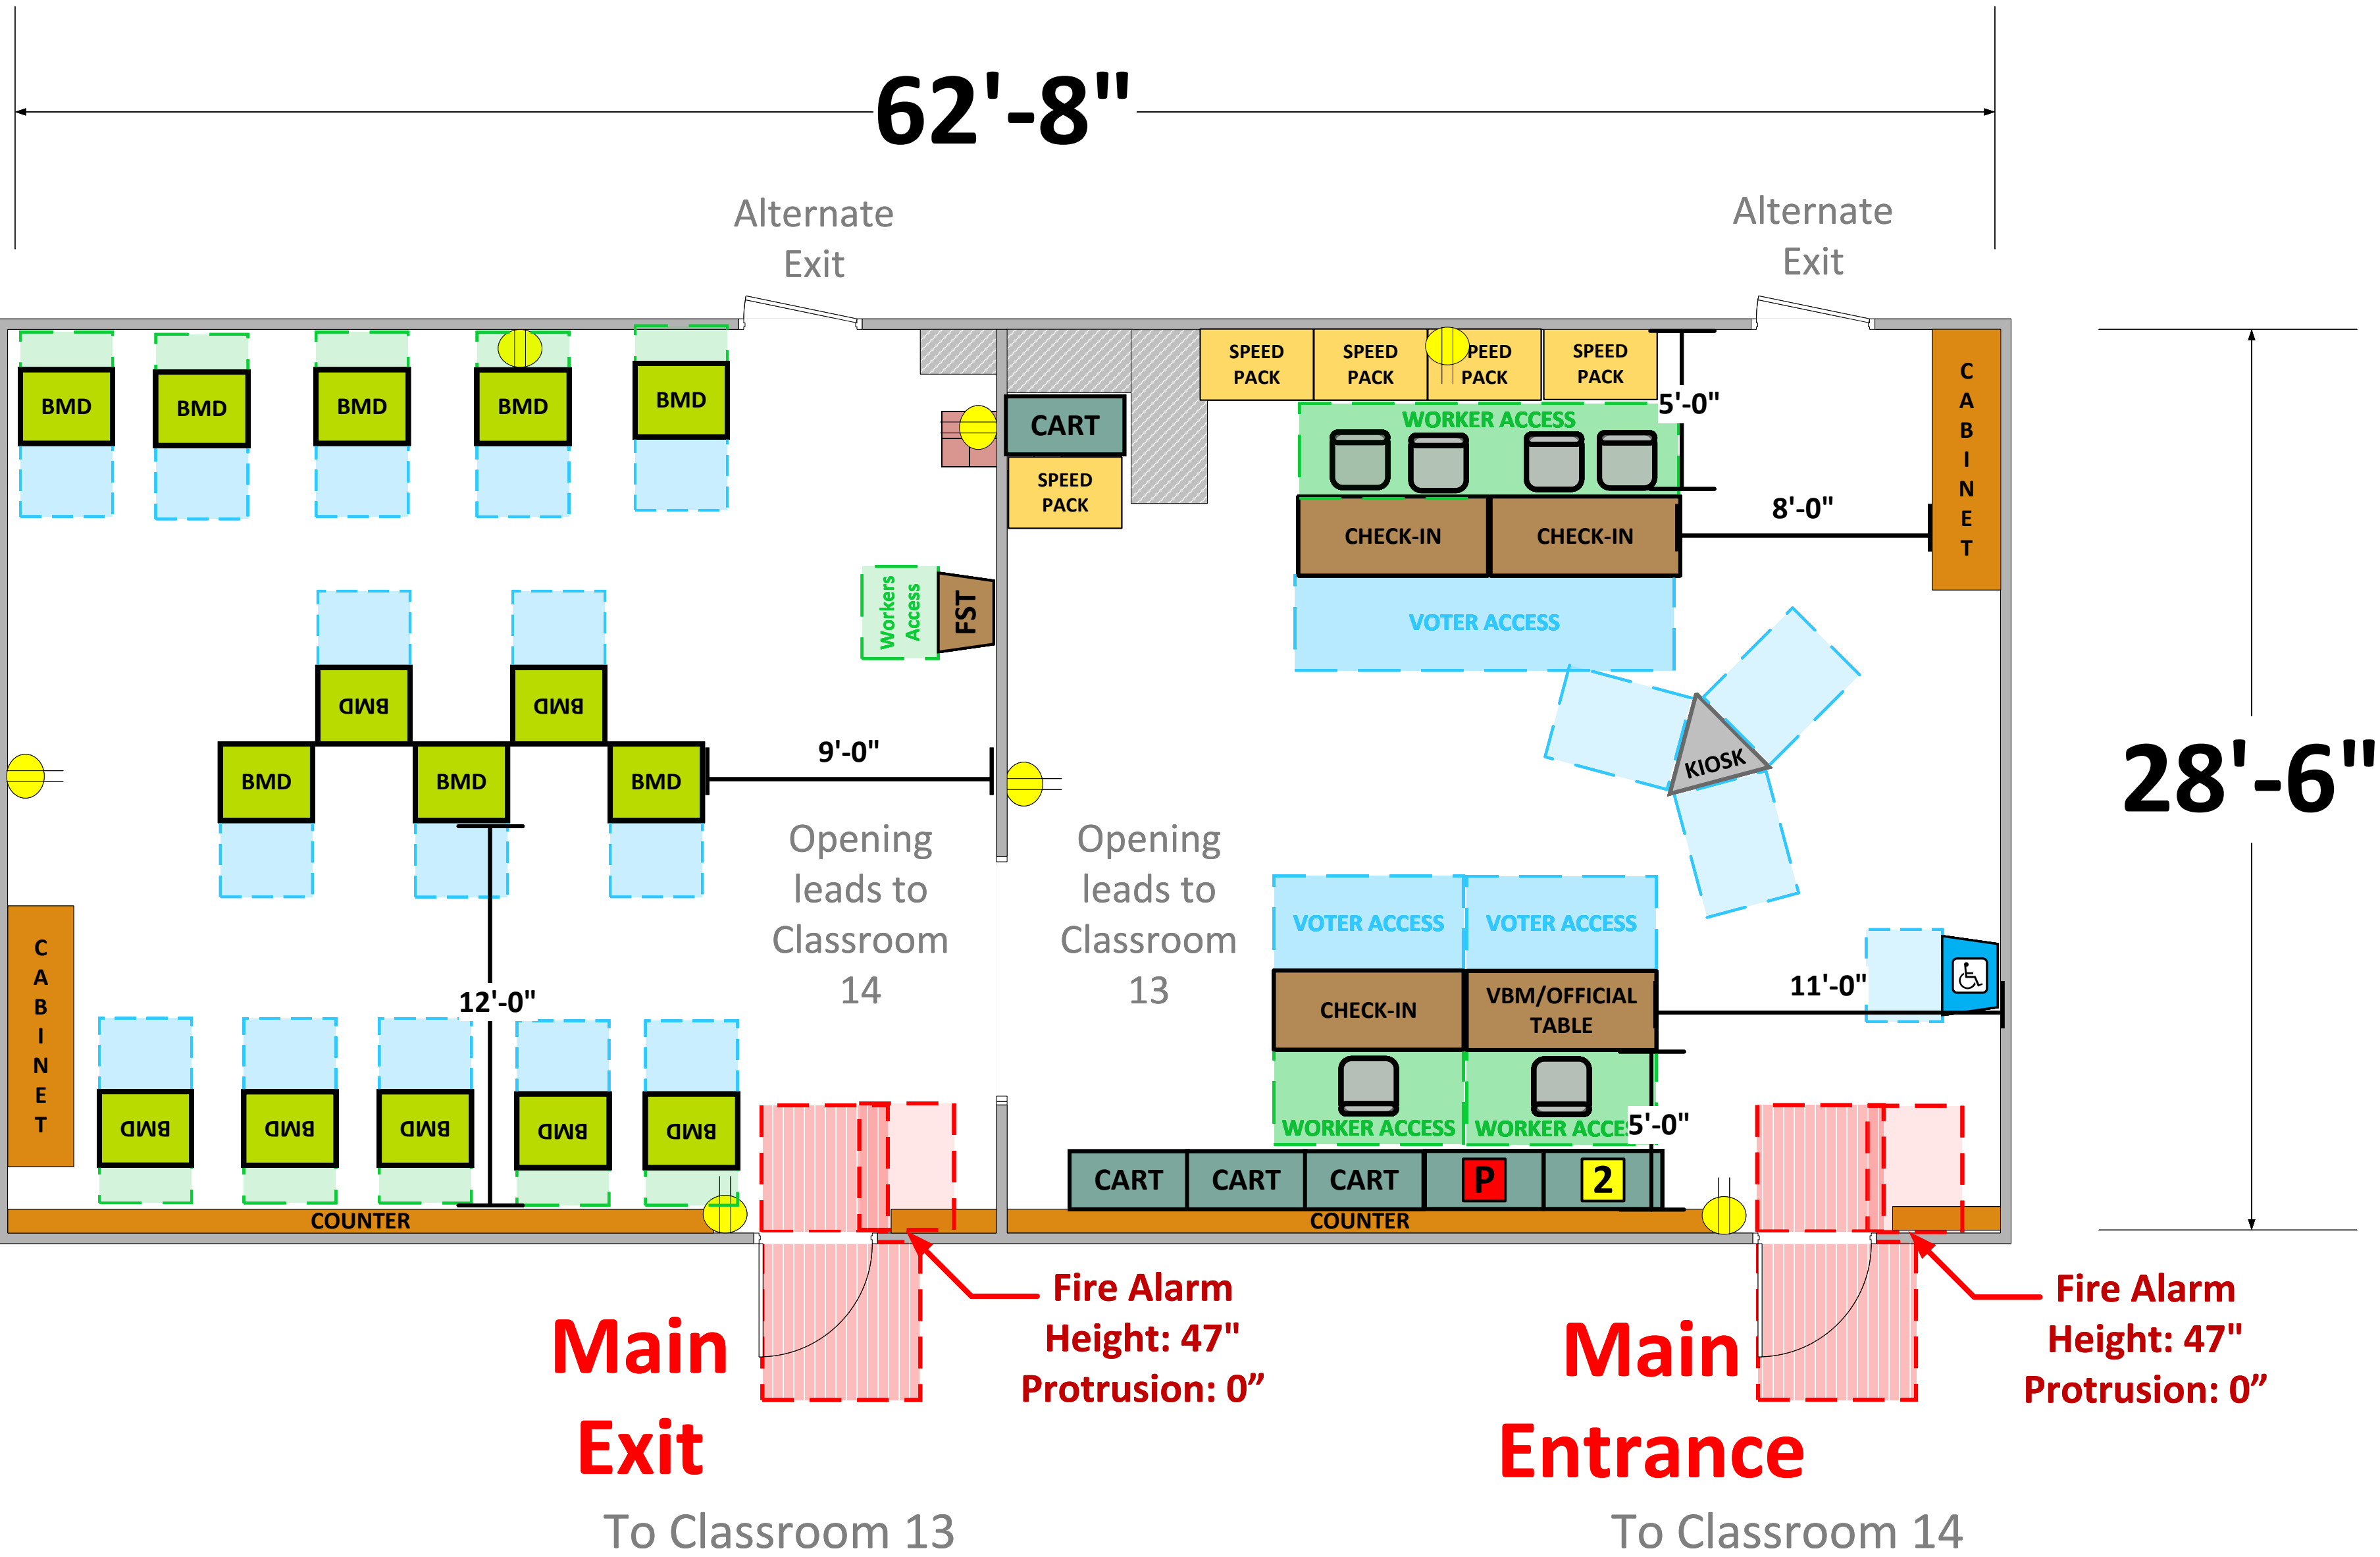 62'-8"
Alternate
Exit
Alternate
Exit
BMD
BMD
BMD
BMD
BMD
CART
SPEED
PACK
SPEED
PACK
SPEED
PACK
PEED
PACK
SPEED
PACK
5'-0"
WORKER ACCESS
CHECK-IN
CHECK-IN
8'-0"
CABINET
VOTER ACCESS
Workers
Access
FST
BMD
BMD
BMD
BMD
BMD
9'-0"
KIOSK
28'-6"
Opening
leads to
Classroom
14
Opening
leads to
Classroom
13
VOTER ACCESS
VOTER ACCESS
CHECK-IN
VBM/OFFICIAL
TABLE
11'-0"
12'-0"
CABINET
BMD
BMD
BMD
BMD
BMD
WORKER ACCESS
WORKER ACCE
5'-0"
CART
CART
CART
P
2
COUNTER
COUNTER
Fire Alarm
Height: 47"
Protrusion: 0”
Fire Alarm
Height: 47"
Protrusion: 0”
Main
Exit
Main
Entrance
To Classroom 13
To Classroom 14